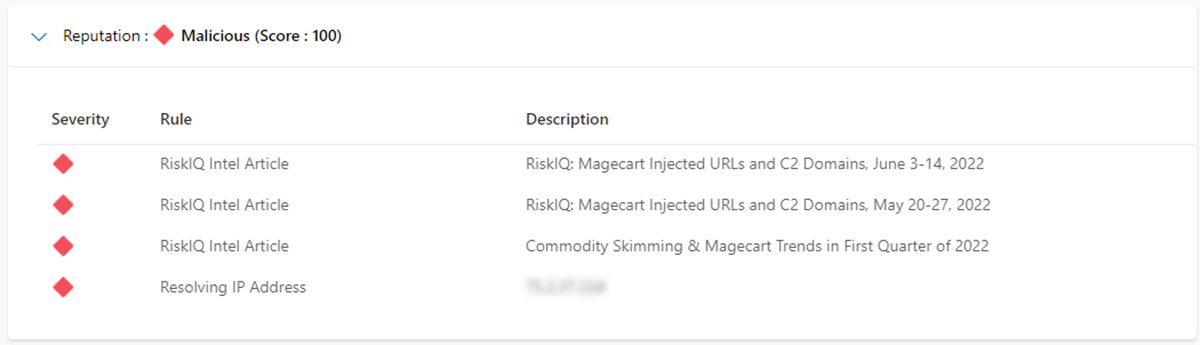 Reputation : Malicious (Score : 100)
Severity Rule Description
RiskIQ Intel Article RiskIQ: Magecart Injected URLs and C2 Domains, June 3-14, 2022
RiskIQ Intel Article RiskIQ: Magecart Injected URLs and C2 Domains, May 20-27, 2022
RiskIQ Intel Article Commodity Skimming & Magecart Trends in First Quarter of 2022
Resolving IP Address